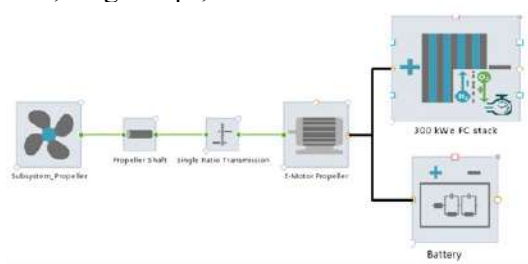 Propeller Shaft
Single Ratio Transmission
Subsystem_Propeller
E-Motor Propeller
300 kWe FC stack
Battery